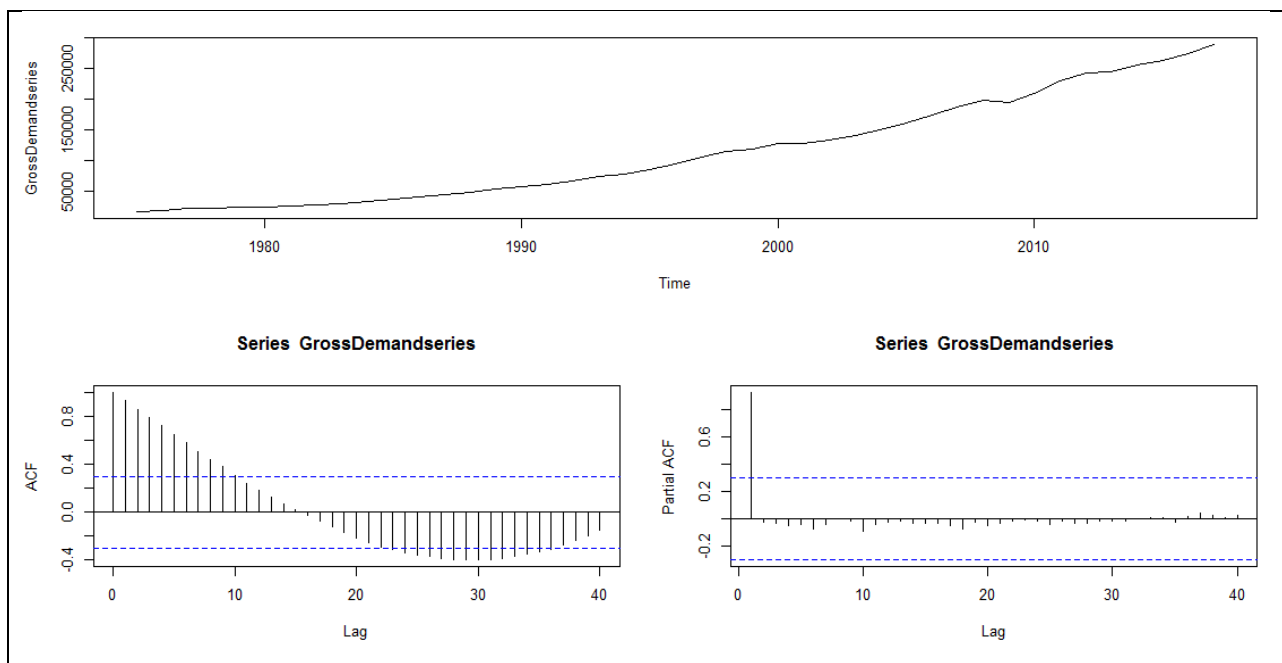 GrossDemandseries
50000 150000 250000
1980 1990 2000 2010
Time
Series GrossDemandseries
ACF
-0.4 0.0 0.4 0.8
0 10 20 30 40
Lag
Series GrossDemandseries
Partial ACF
-0.2 0.2 0.6
0 10 20 30 40
Lag